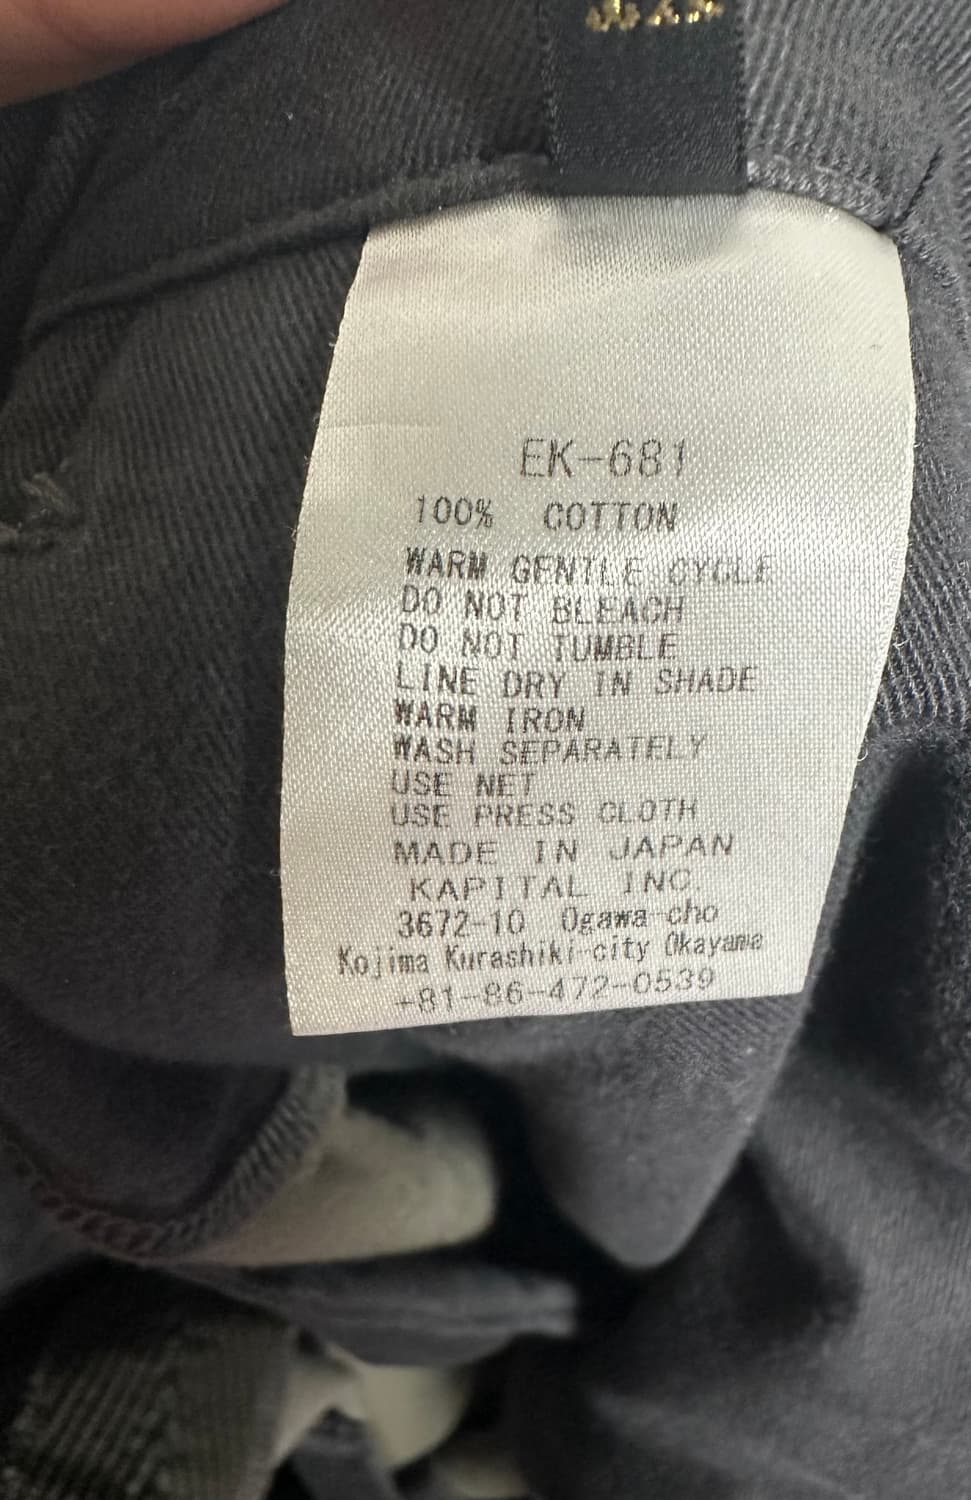 EK-681
100% COTTON
WARM GENTLE CYCLE
DO NOT BLEACH
DO NOT TUMBLE
LINE DRY IN SHADE
WARM IRON
WASH SEPARATELY
USE NET
USE PRESS CLOTH
MADE IN JAPAN
KAPITAL INC.
3672-10 Ogawa-cho
Kojima Kurashiki-city Okayama
+81-86-472-0539